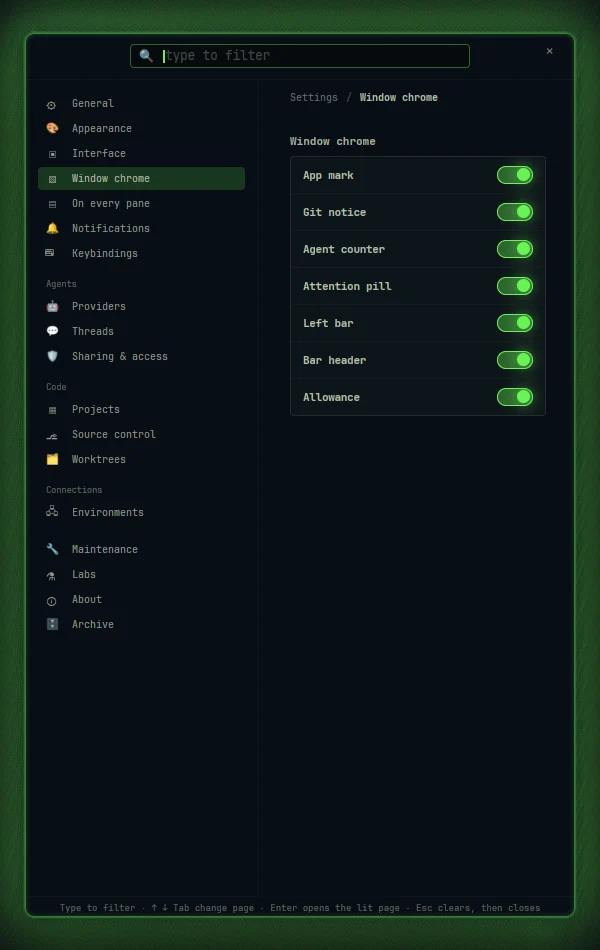 type to filter
×
General
Appearance
Interface
Window chrome
On every pane
Notifications
Keybindings
Agents
Providers
Threads
Sharing & access
Code
Projects
Source control
Worktrees
Connections
Environments
Maintenance
Labs
About
Archive
Settings / Window chrome
Window chrome
App mark
Git notice
Agent counter
Attention pill
Left bar
Bar header
Allowance
Type to filter · ↑ ↓ Tab change page · Enter opens the lit page · Esc clears, then closes